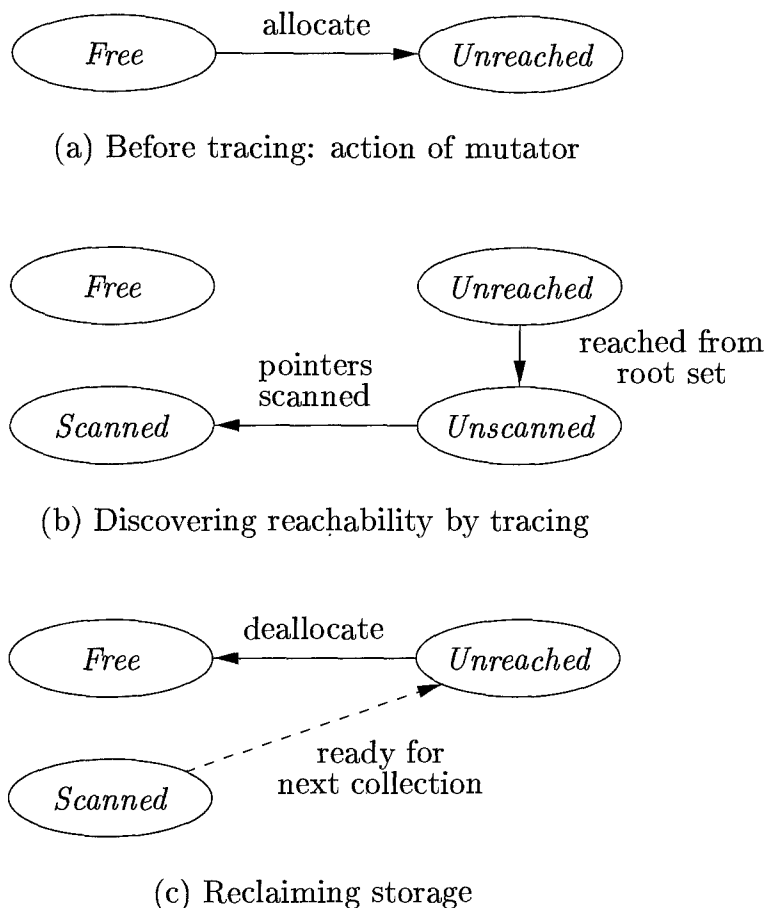 allocate
Free
Unreached
(a) Before tracing: action of mutator
Free
Unreached
reached from
root set
pointers
scanned
Scanned
Unscanned
(b) Discovering reachability by tracing
deallocate
Free
Unreached
ready for
next collection
Scanned
(c) Reclaiming storage